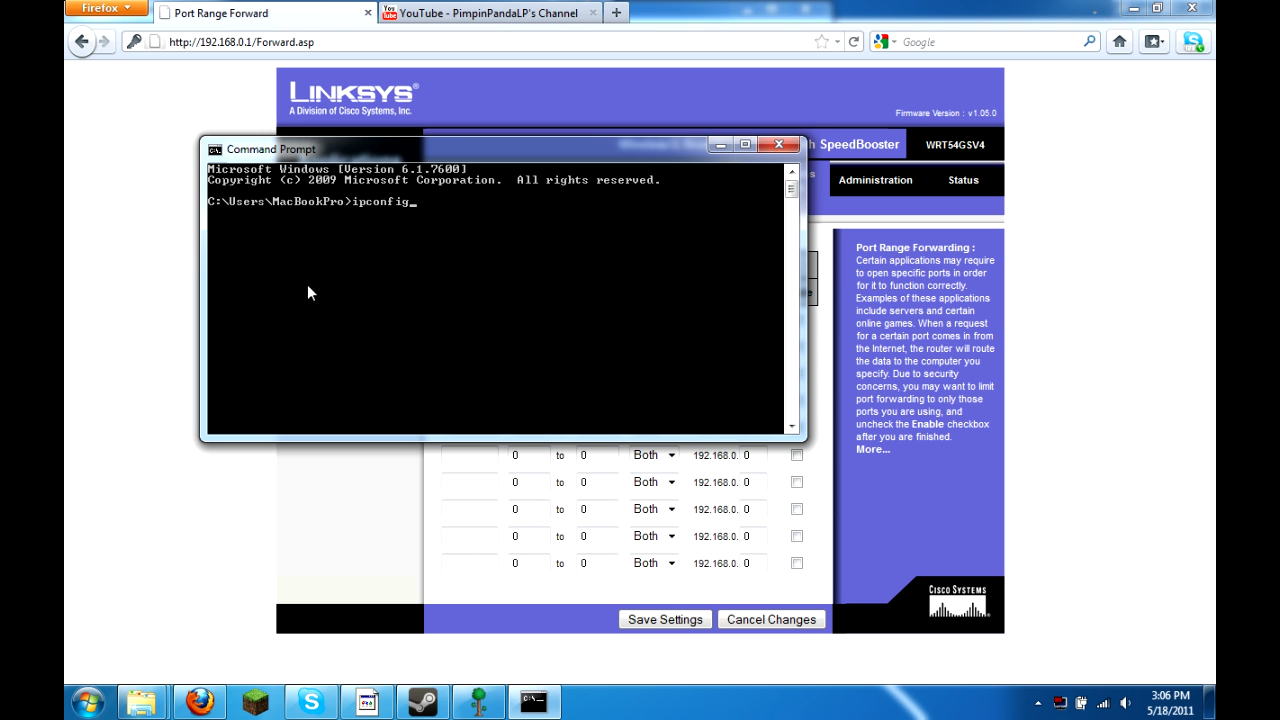 Firefox
Port Range Forward
YouTube - PimpinPandaLP's Channel
http://192.168.0.1/Forward.asp
Google
LINKSYS®
A Division of Cisco Systems, Inc.
Firmware Version : v1.05.0
SpeedBooster
WRT54GSV4
Administration
Status
Command Prompt
Microsoft Windows [Version 6.1.7600]
Copyright (c) 2009 Microsoft Corporation. All rights reserved.
C:\Users\MacBookPro>ipconfig_
Port Range Forwarding :
Certain applications may require
to open specific ports in order
for it to function correctly.
Examples of these applications
include servers and certain
online games. When a request
for a certain port comes in from
the Internet, the router will route
the data to the computer you
specify. Due to security
concerns, you may want to limit
port forwarding to only those
ports you are using, and
uncheck the Enable checkbox
after you are finished.
More...
0 to 0 Both 192.168.0. 0
0 to 0 Both 192.168.0. 0
0 to 0 Both 192.168.0. 0
0 to 0 Both 192.168.0. 0
0 to 0 Both 192.168.0. 0
Save Settings
Cancel Changes
CISCO SYSTEMS
3:06 PM
5/18/2011